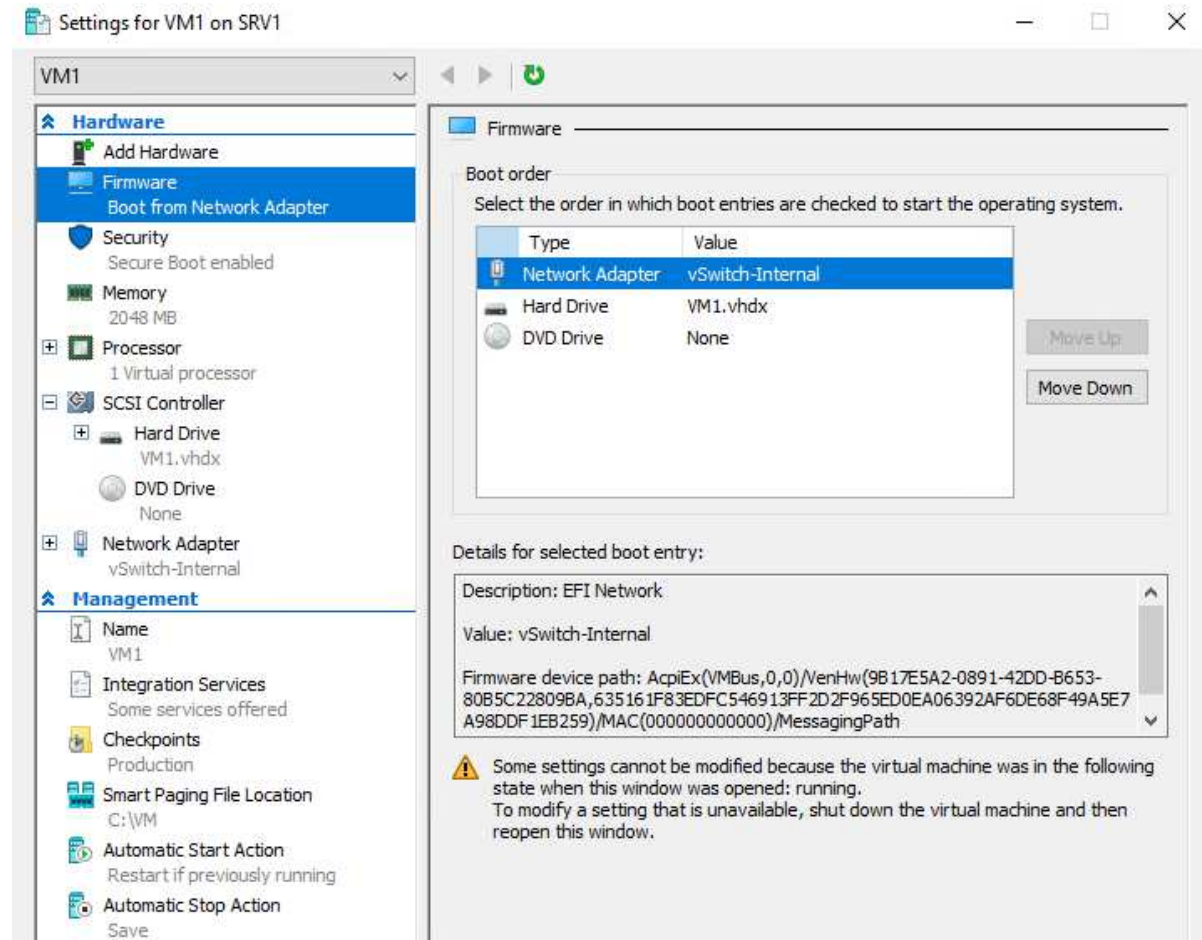 Settings for VM1 on SRV1
VM1
Hardware
Add Hardware
Firmware
Boot from Network Adapter
Security
Secure Boot enabled
Memory
2048 MB
Processor
1 Virtual processor
SCSI Controller
Hard Drive
VM1.vhdx
DVD Drive
None
Network Adapter
vSwitch-Internal
Management
Name
VM1
Integration Services
Some services offered
Checkpoints
Production
Smart Paging File Location
C:\VM
Automatic Start Action
Restart if previously running
Automatic Stop Action
Save
Firmware
Boot order
Select the order in which boot entries are checked to start the operating system.
Type Value
Network Adapter vSwitch-Internal
Hard Drive VM1.vhdx
DVD Drive None
Move Up
Move Down
Details for selected boot entry:
Description: EFI Network
Value: vSwitch-Internal
Firmware device path: AcpiEx(VMBus,0,0)/VenHw(9B17E5A2-0891-42DD-B653-
80B5C22809BA,635161F83EDFC546913FF2D2F965ED0EA06392AF6DE68F49A5E7
A98DDF1EB259)/MAC(000000000000)/MessagingPath
Some settings cannot be modified because the virtual machine was in the following
state when this window was opened: running.
To modify a setting that is unavailable, shut down the virtual machine and then
reopen this window.